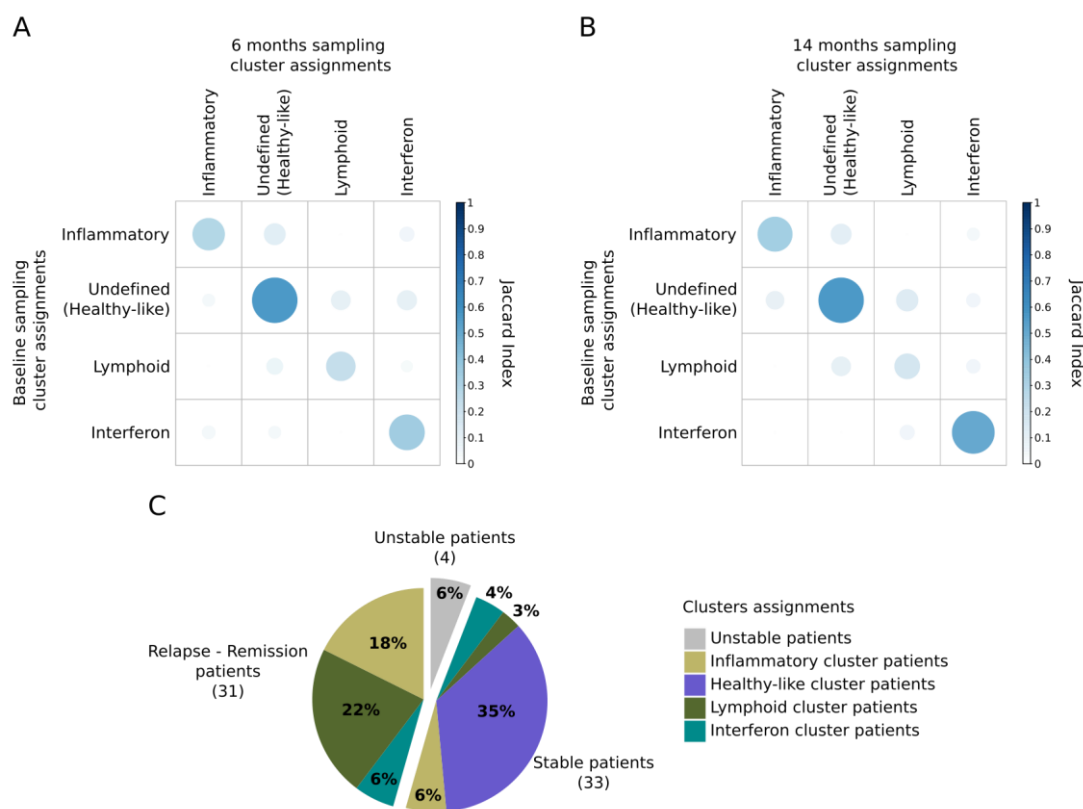 A
6 months sampling
cluster assignments
Inflammatory
Undefined
(Healthy-like)
Lymphoid
Interferon
Baseline sampling
cluster assignments
Inflammatory
Undefined
(Healthy-like)
Lymphoid
Interferon
1
0.9
0.8
0.7
0.6
0.5
0.4
0.3
0.2
0.1
0
Jaccard Index
B
14 months sampling
cluster assignments
Inflammatory
Undefined
(Healthy-like)
Lymphoid
Interferon
Baseline sampling
cluster assignments
Inflammatory
Undefined
(Healthy-like)
Lymphoid
Interferon
1
0.9
0.8
0.7
0.6
0.5
0.4
0.3
0.2
0.1
0
Jaccard Index
C
Unstable patients
(4)
6%
4%
3%
18%
Relapse - Remission
patients
(31)
22%
35%
6%
6%
Stable patients
(33)
Clusters assignments
Unstable patients
Inflammatory cluster patients
Healthy-like cluster patients
Lymphoid cluster patients
Interferon cluster patients